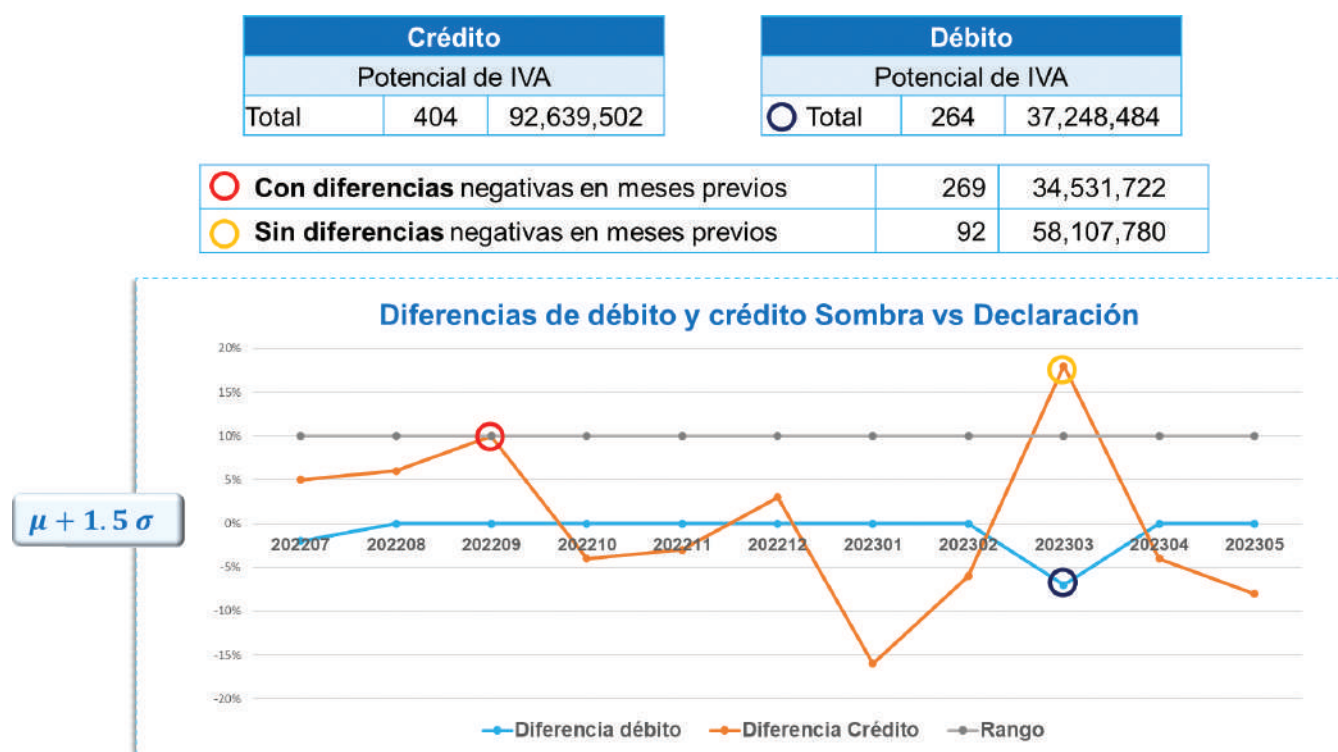 Crédito
Potencial de IVA
Total 404 92,639,502
Débito
Potencial de IVA
Total 264 37,248,484
Con diferencias negativas en meses previos 269 34,531,722
Sin diferencias negativas en meses previos 92 58,107,780
Diferencias de débito y crédito Sombra vs Declaración
20%
15%
10%
5%
0%
-5%
-10%
-15%
-20%
μ + 1.5 σ
202207 202208 202209 202210 202211 202212 202301 202302 202303 202304 202305
Diferencia débito Diferencia Crédito Rango